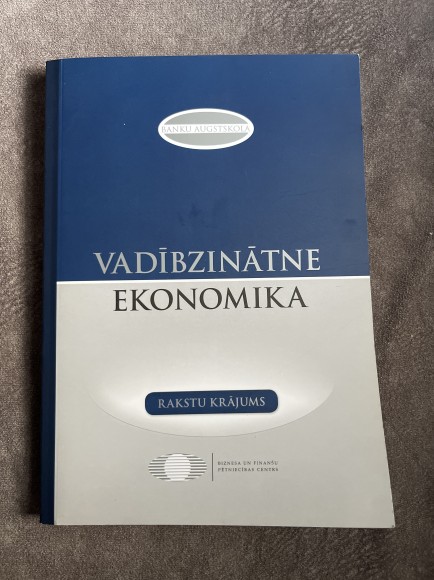 BANKU AUGSTSKOLA
VADĪBZINĀTNE
EKONOMIKA
RAKSTU KRĀJUMS
BIZNESA UN FINANŠU
PĒTNIECĪBAS CENTRS